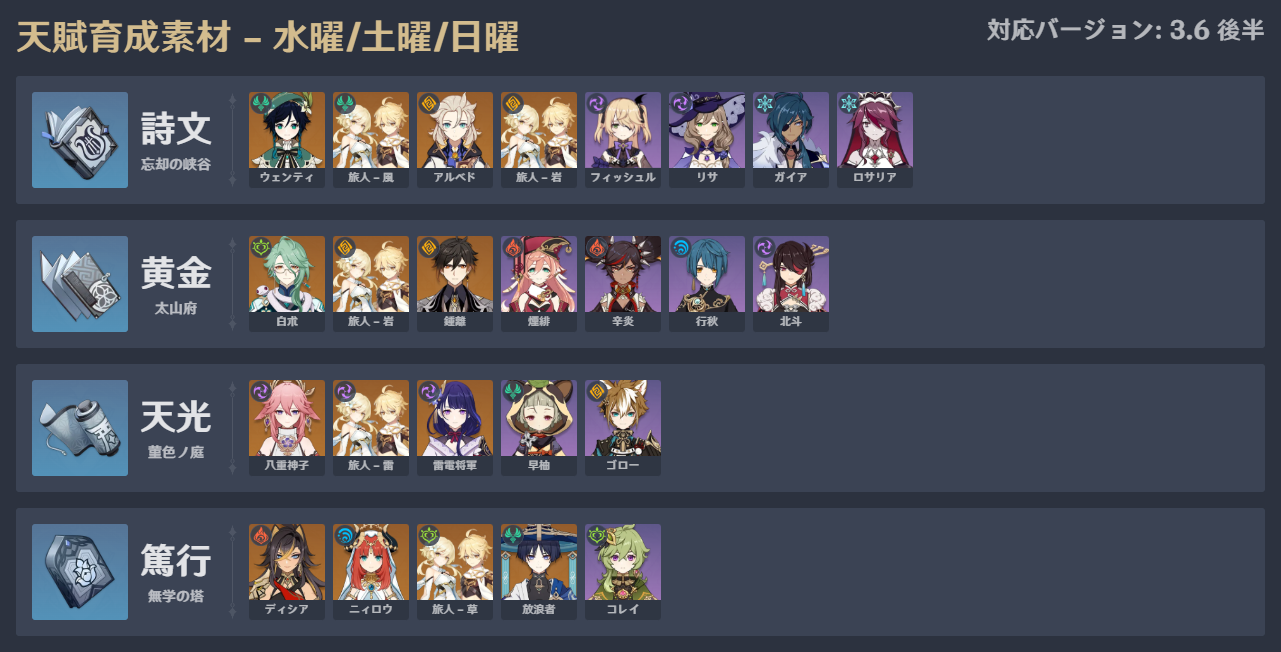 天賦育成素材 – 水曜/土曜/日曜
対応バージョン: 3.6 後半
詩文
忘却の峡谷
ウェンティ 旅人 – 風 アルベド 旅人 – 岩 フィッシュル リサ ガイア ロサリア
黄金
太山府
白朮 旅人 – 岩 鍾離 煙緋 辛炎 行秋 北斗
天光
菫色ノ庭
八重神子 旅人 – 雷 雷電将軍 早柚 ゴロー
篤行
無学の塔
ディシア ニィロウ 旅人 – 草 放浪者 コレイ